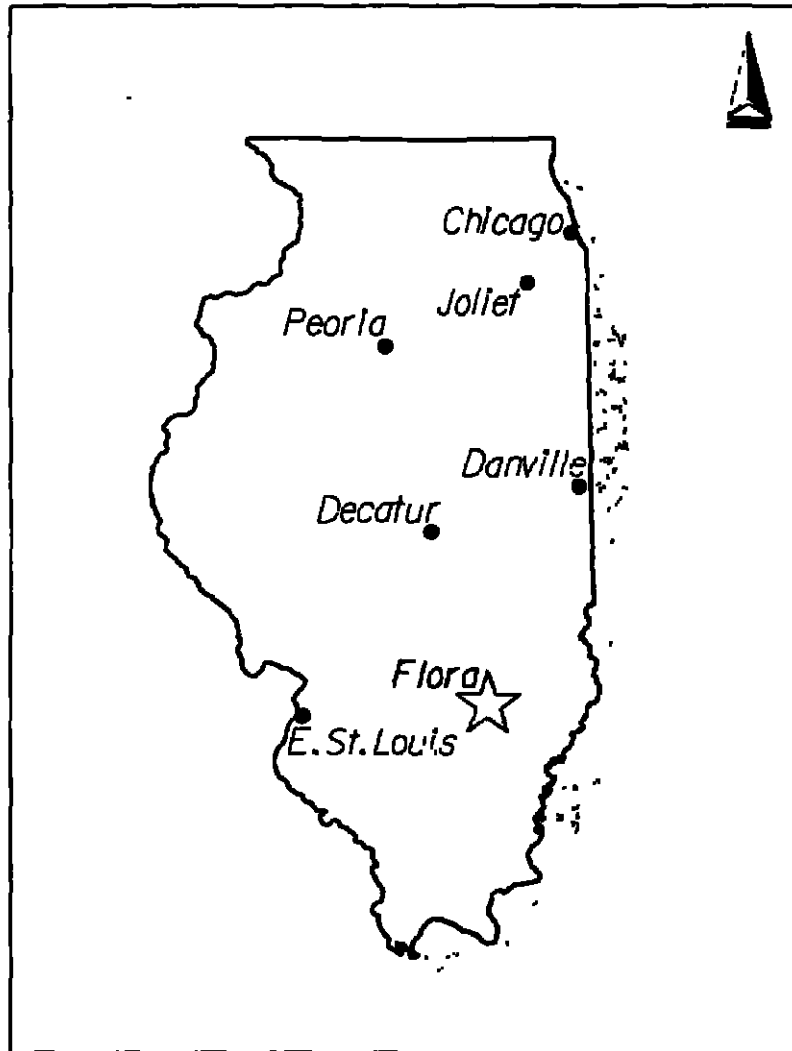 Chicago
Joliet
Peoria
Danville
Decatur
Flora
E. St. Louis